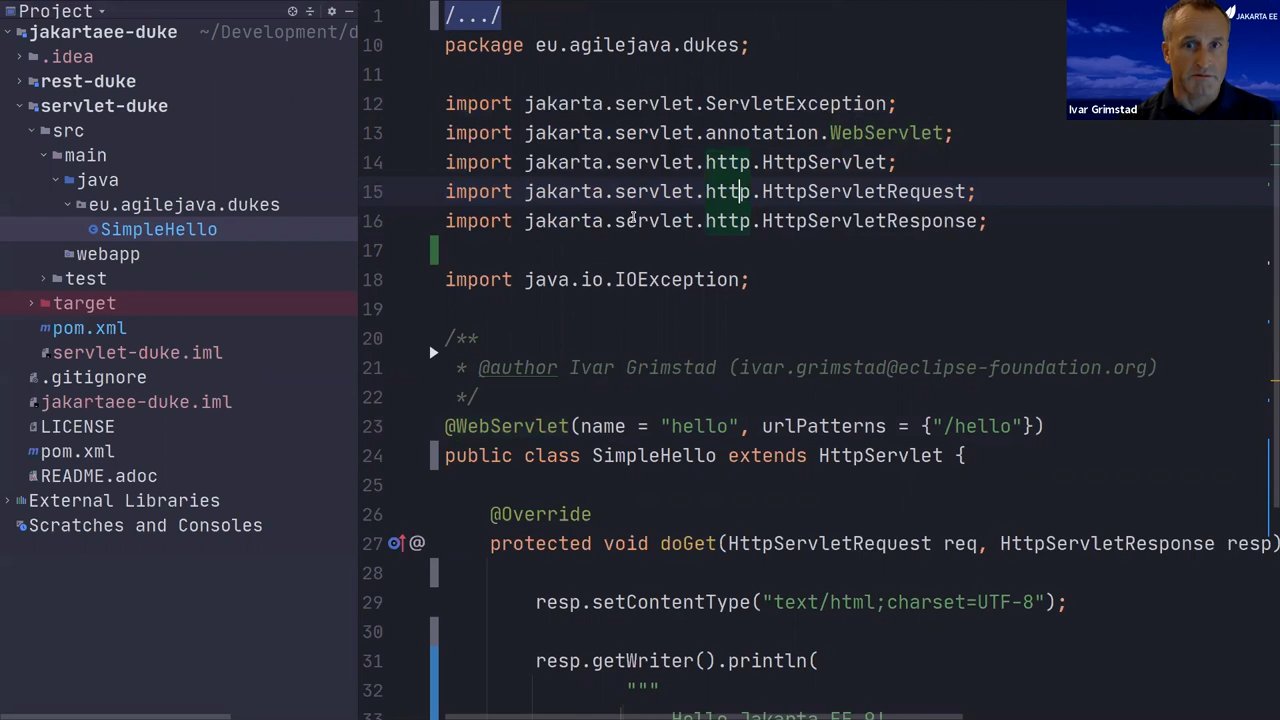 Project
jakartaee-duke ~/Development/d
.idea
rest-duke
servlet-duke
src
main
java
eu.agilejava.dukes
SimpleHello
webapp
test
target
pom.xml
servlet-duke.iml
.gitignore
jakartaee-duke.iml
LICENSE
pom.xml
README.adoc
External Libraries
Scratches and Consoles
1 /.../
10 package eu.agilejava.dukes;
11
12 import jakarta.servlet.ServletException;
13 import jakarta.servlet.annotation.WebServlet;
14 import jakarta.servlet.http.HttpServlet;
15 import jakarta.servlet.http.HttpServletRequest;
16 import jakarta.servlet.http.HttpServletResponse;
17
18 import java.io.IOException;
19
20 /**
21 * @author Ivar Grimstad (ivar.grimstad@eclipse-foundation.org)
22 */
23 @WebServlet(name = "hello", urlPatterns = {"/hello"})
24 public class SimpleHello extends HttpServlet {
25
26 @Override
27 @ protected void doGet(HttpServletRequest req, HttpServletResponse resp)
28
29 resp.setContentType("text/html;charset=UTF-8");
30
31 resp.getWriter().println(
32 """
33 Hello Jakarta EE 9!
JAKARTA EE
Ivar Grimstad